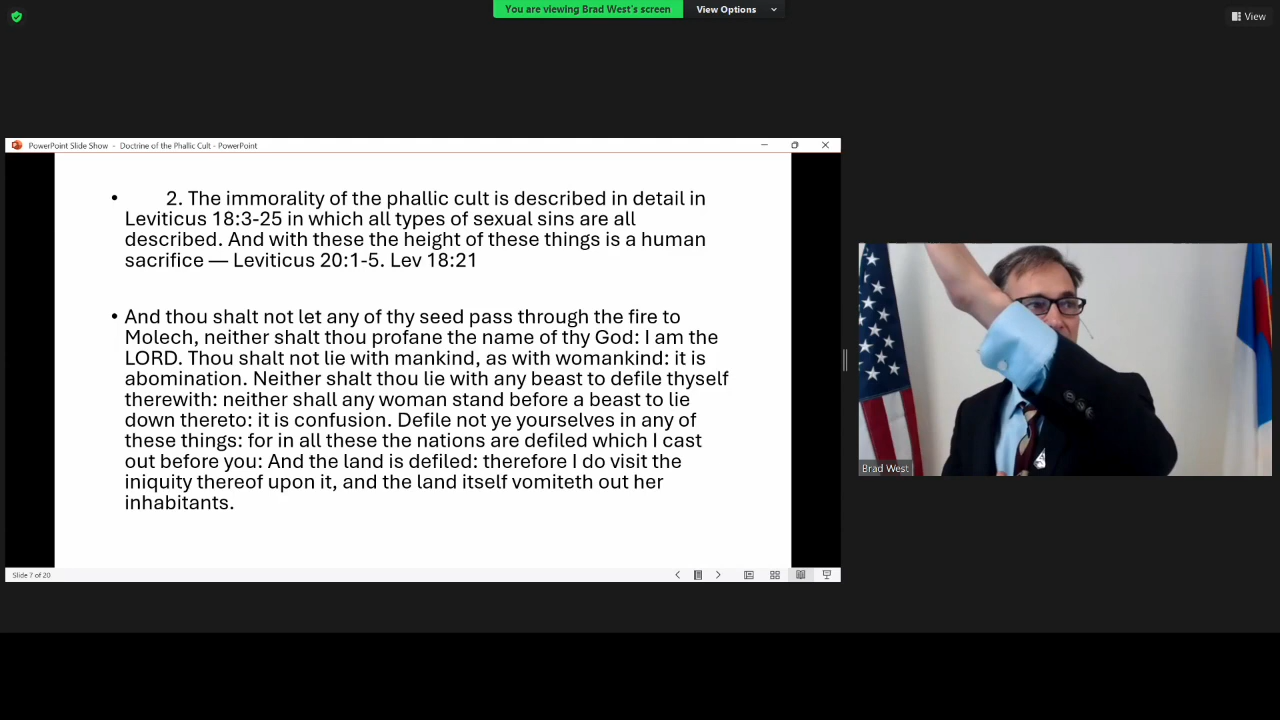 You are viewing Brad West's screen
View Options
View
PowerPoint Slide Show - Doctrine of the Phallic Cult - PowerPoint
• 2. The immorality of the phallic cult is described in detail in
Leviticus 18:3-25 in which all types of sexual sins are all
described. And with these the height of these things is a human
sacrifice — Leviticus 20:1-5. Lev 18:21
• And thou shalt not let any of thy seed pass through the fire to
Molech, neither shalt thou profane the name of thy God: I am the
LORD. Thou shalt not lie with mankind, as with womankind: it is
abomination. Neither shalt thou lie with any beast to defile thyself
therewith: neither shall any woman stand before a beast to lie
down thereto: it is confusion. Defile not ye yourselves in any of
these things: for in all these the nations are defiled which I cast
out before you: And the land is defiled: therefore I do visit the
iniquity thereof upon it, and the land itself vomiteth out her
inhabitants.
Slide 7 of 20
Brad West